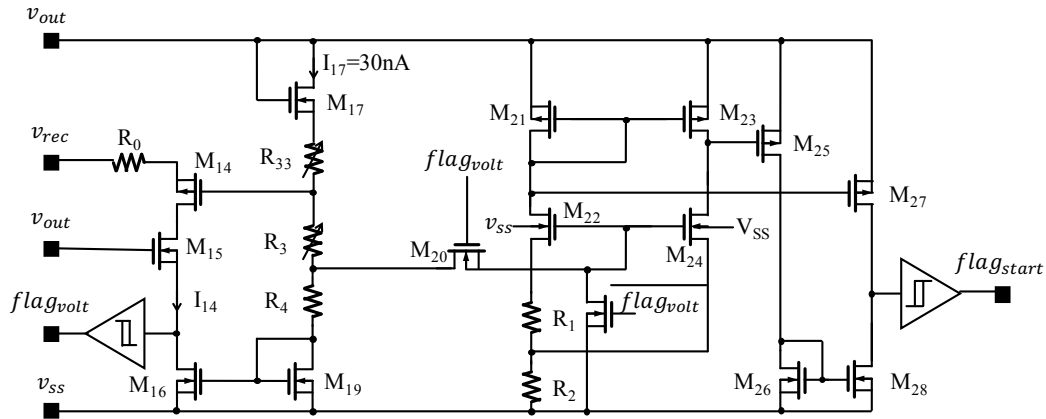 v_out
I_17=30nA
M_17
M_21
M_23
M_25
v_rec
R_0
M_14
R_33
flag_volt
M_27
v_out
M_15
R_3
v_ss
M_22
V_SS
M_20
M_24
flag_start
flag_volt
I_14
R_4
flag_volt
R_1
v_ss
M_16
M_19
R_2
M_26
M_28